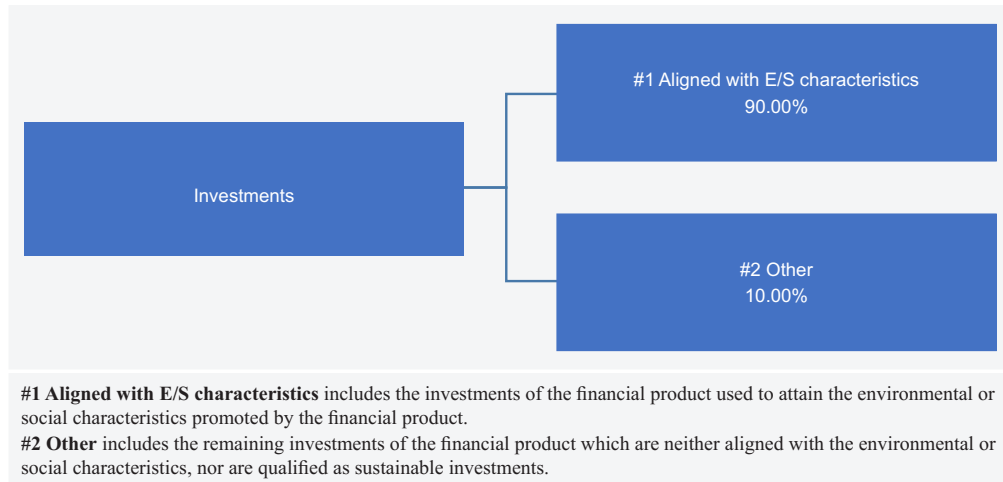 #1 Aligned with E/S characteristics
90.00%
Investments
#2 Other
10.00%
#1 Aligned with E/S characteristics includes the investments of the financial product used to attain the environmental or
social characteristics promoted by the financial product.
#2 Other includes the remaining investments of the financial product which are neither aligned with the environmental or
social characteristics, nor are qualified as sustainable investments.